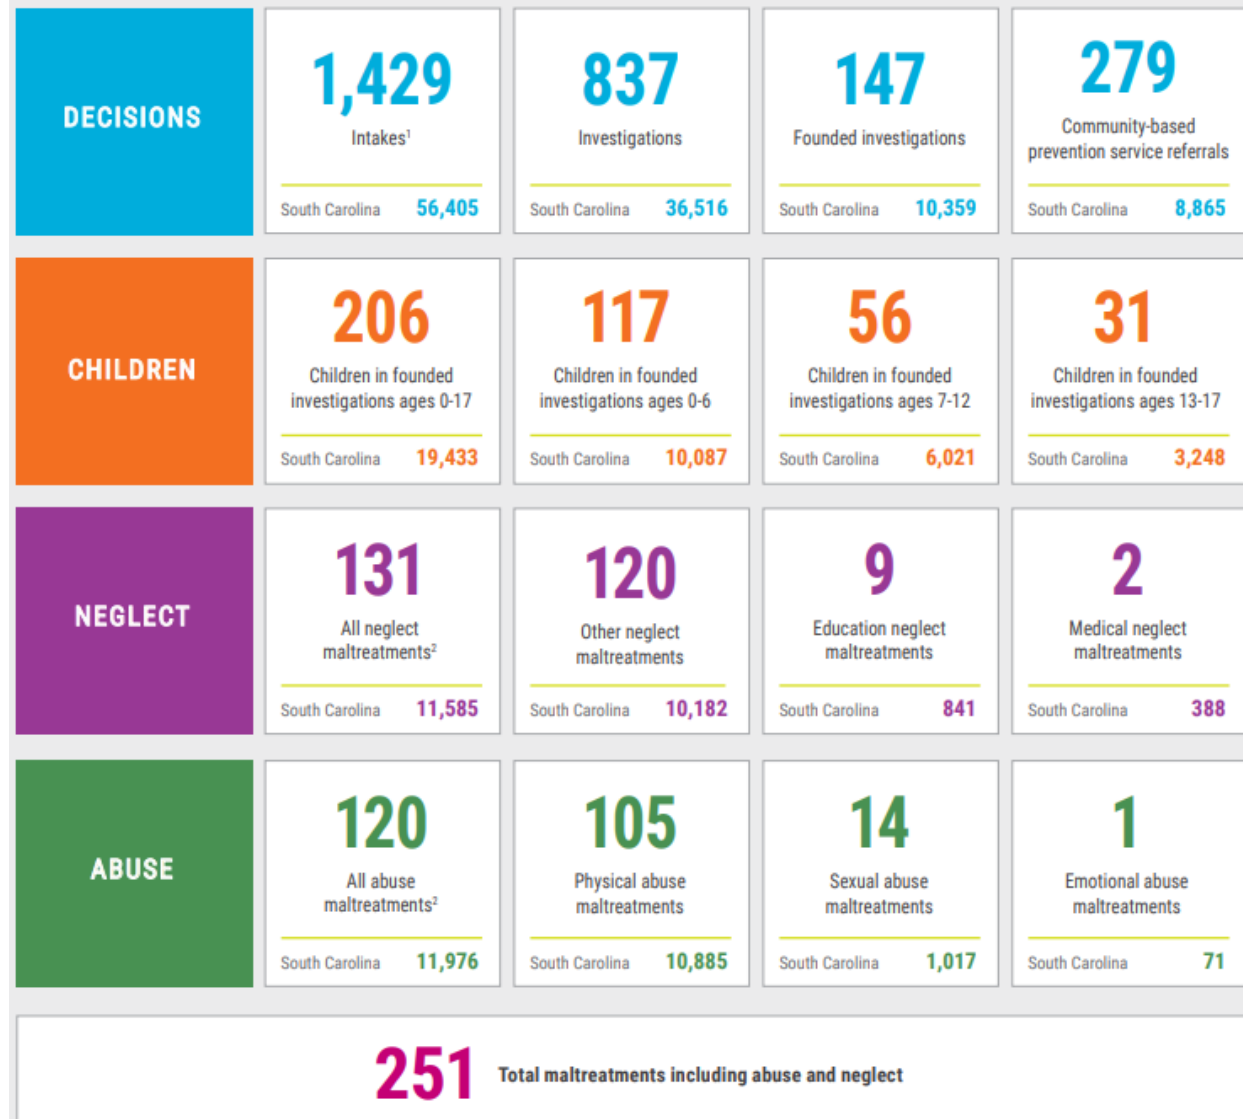 DECISIONS
1,429
Intakes¹
South Carolina 56,405
837
Investigations
South Carolina 36,516
147
Founded investigations
South Carolina 10,359
279
Community-based
prevention service referrals
South Carolina 8,865
CHILDREN
206
Children in founded
investigations ages 0-17
South Carolina 19,433
117
Children in founded
investigations ages 0-6
South Carolina 10,087
56
Children in founded
investigations ages 7-12
South Carolina 6,021
31
Children in founded
investigations ages 13-17
South Carolina 3,248
NEGLECT
131
All neglect
maltreatments²
South Carolina 11,585
120
Other neglect
maltreatments
South Carolina 10,182
9
Education neglect
maltreatments
South Carolina 841
2
Medical neglect
maltreatments
South Carolina 388
ABUSE
120
All abuse
maltreatments²
South Carolina 11,976
105
Physical abuse
maltreatments
South Carolina 10,885
14
Sexual abuse
maltreatments
South Carolina 1,017
1
Emotional abuse
maltreatments
South Carolina 71
251 Total maltreatments including abuse and neglect